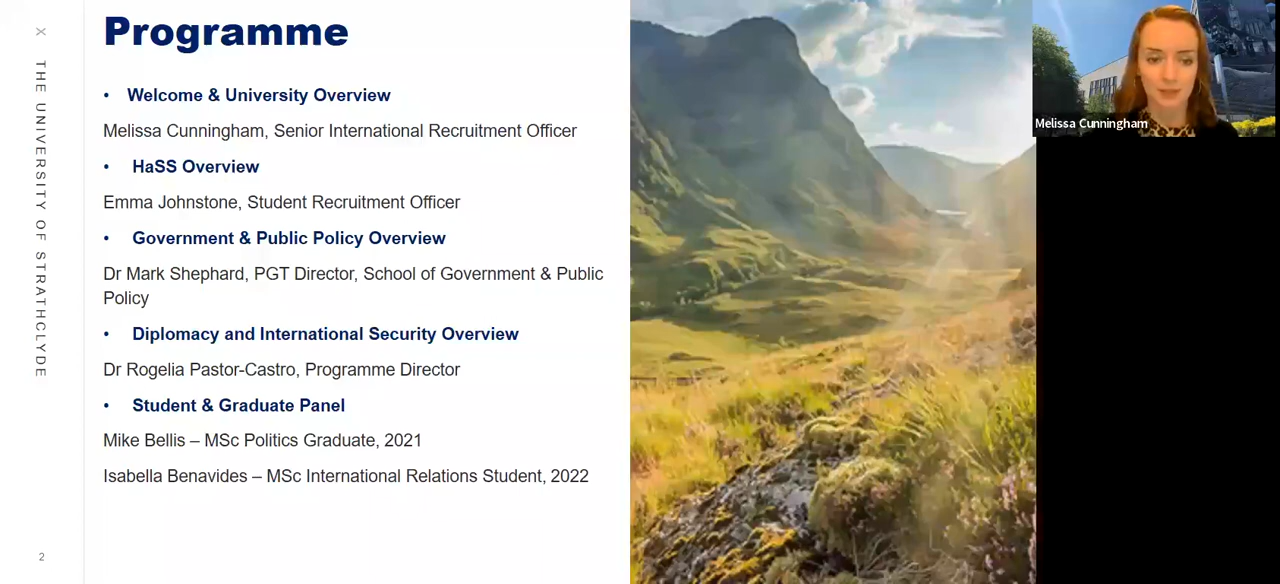 Programme
• Welcome & University Overview
Melissa Cunningham, Senior International Recruitment Officer
• HaSS Overview
Emma Johnstone, Student Recruitment Officer
• Government & Public Policy Overview
Dr Mark Shephard, PGT Director, School of Government & Public
Policy
• Diplomacy and International Security Overview
Dr Rogelia Pastor-Castro, Programme Director
• Student & Graduate Panel
Mike Bellis – MSc Politics Graduate, 2021
Isabella Benavides – MSc International Relations Student, 2022
X THE UNIVERSITY OF STRATHCLYDE
2
Melissa Cunningham